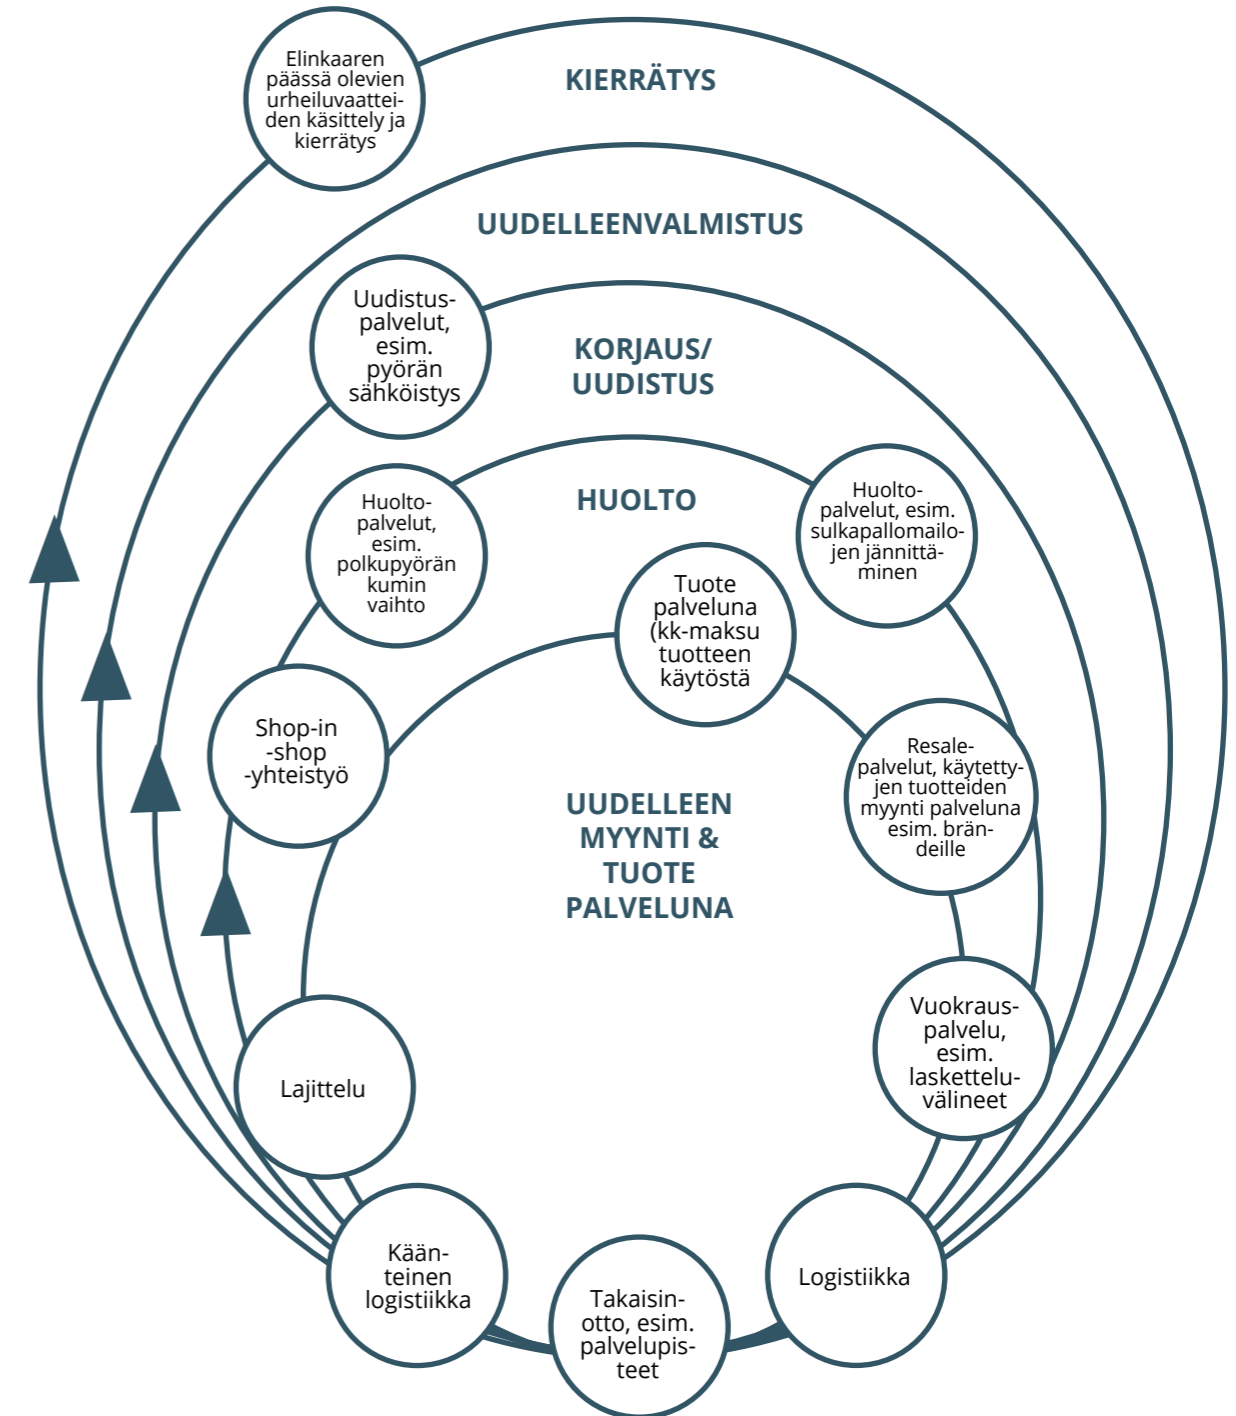 Elinkaaren
päässä olevien
urheiluvaattei-
den käsittely ja
kierrätys
KIERRÄTYS
UUDELLEENVALMISTUS
Uudistus-
palvelut,
esim.
pyörän
sähköistys
KORJAUS/
UUDISTUS
Huolto-
palvelut,
esim.
polkupyörän
kumin
vaihto
HUOLTO
Huolto-
palvelut, esim.
sulkapallomailo-
jen jännittä-
minen
Tuote
palveluna
(kk-maksu
tuotteen
käytöstä
Shop-in
-shop
-yhteistyö
Resale-
palvelut, käytetty-
jen tuotteiden
myynti palveluna
esim. brän-
deille
UUDELLEEN
MYYNTI &
TUOTE
PALVELUNA
Vuokraus-
palvelu,
esim.
laskettelu-
välineet
Lajittelu
Kään-
teinen
logistiikka
Takaisin-
otto, esim.
palvelupis-
teet
Logistiikka